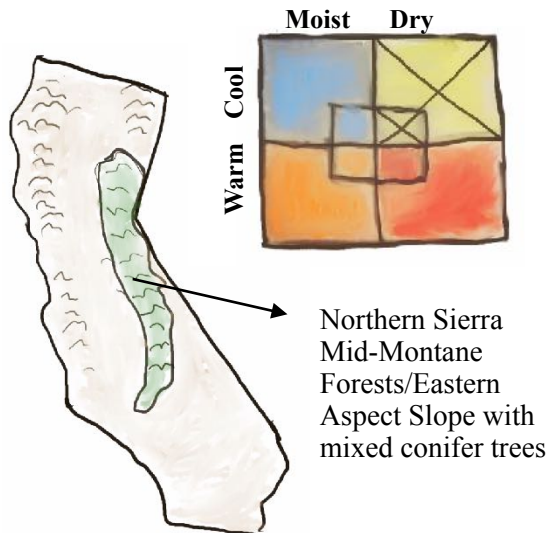 Moist Dry
Cool
Warm
Northern Sierra
Mid-Montane
Forests/Eastern
Aspect Slope with
mixed conifer trees